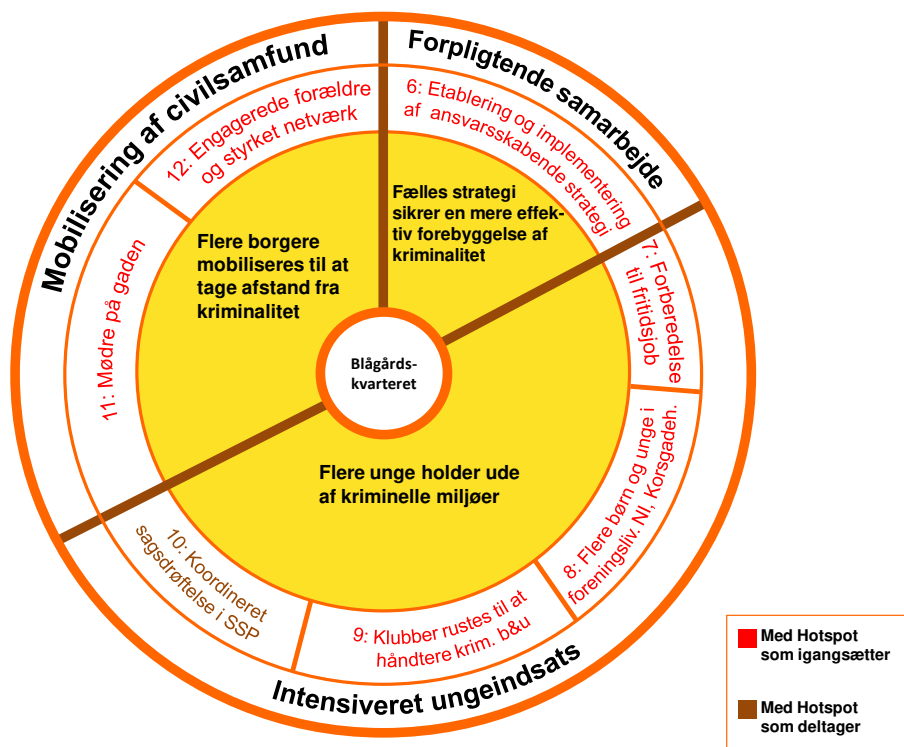 Mobilisering af civilsamfund
Forpligtende samarbejde
Intensiveret ungeindsats
12: Engagerede forældre
og styrket netværk
6: Etablering og implementering
af ansvarsskabende strategi
7: Forberedelse
til fritidsjob
8: Flere børn og unge i
foreningsliv. NI, Korsgadeh.
9: Klubber rustes til at
håndtere krim. b&u
10: Koordineret
sagsdrøftelse i SSP
11: Mødre på gaden
Fælles strategi
sikrer en mere effek-
tiv forebyggelse af
kriminalitet
Flere borgere
mobiliseres til at
tage afstand fra
kriminalitet
Blågårds-
kvarteret
Flere unge holder ude
af kriminelle miljøer
Med Hotspot
som igangsætter
Med Hotspot
som deltager